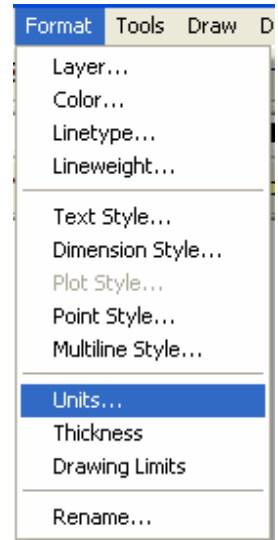 Format Tools Draw D
Layer...
Color...
Linetype...
Lineweight...
Text Style...
Dimension Style...
Plot Style...
Point Style...
Multiline Style...
Units...
Thickness
Drawing Limits
Rename...